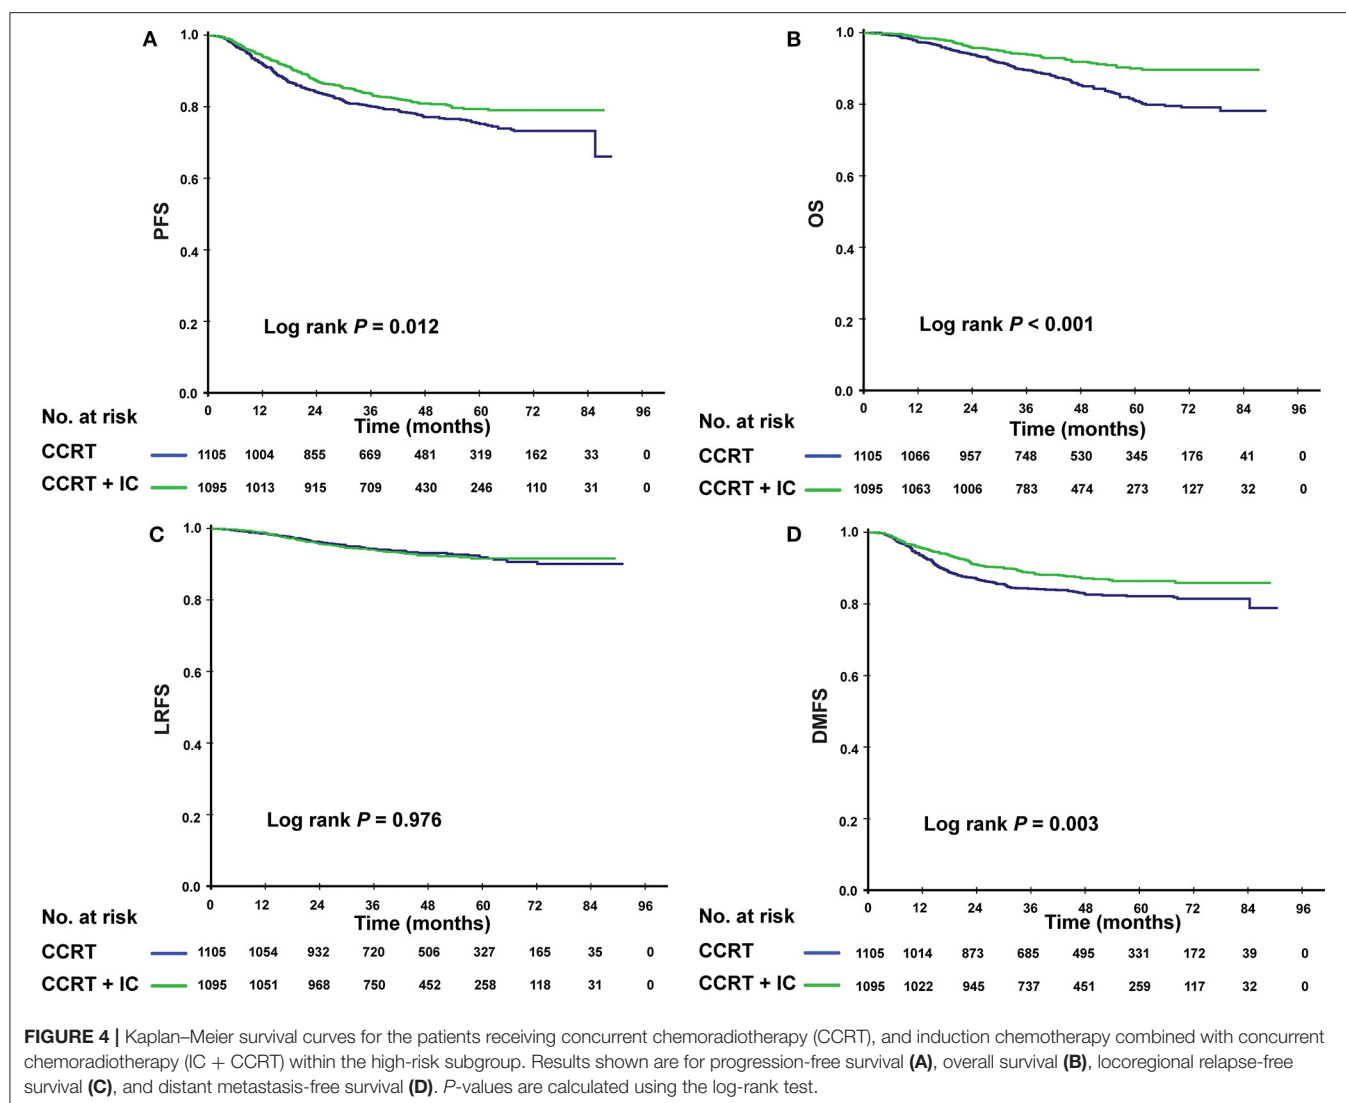 A
1.0
0.8
0.6
0.4
0.2
0.0
PFS
Log rank P = 0.012
0 12 24 36 48 60 72 84 96
Time (months)
No. at risk
CCRT 1105 1004 855 669 481 319 162 33 0
CCRT + IC 1095 1013 915 709 430 246 110 31 0
B
1.0
0.8
0.6
0.4
0.2
0.0
OS
Log rank P < 0.001
0 12 24 36 48 60 72 84 96
Time (months)
No. at risk
CCRT 1105 1066 957 748 530 345 176 41 0
CCRT + IC 1095 1063 1006 783 474 273 127 32 0
C
1.0
0.8
0.6
0.4
0.2
0.0
LRFS
Log rank P = 0.976
0 12 24 36 48 60 72 84 96
Time (months)
No. at risk
CCRT 1105 1054 932 720 506 327 165 35 0
CCRT + IC 1095 1051 968 750 452 258 118 31 0
D
1.0
0.8
0.6
0.4
0.2
0.0
DMFS
Log rank P = 0.003
0 12 24 36 48 60 72 84 96
Time (months)
No. at risk
CCRT 1105 1014 873 685 495 331 172 39 0
CCRT + IC 1095 1022 945 737 451 259 117 32 0
FIGURE 4 | Kaplan–Meier survival curves for the patients receiving concurrent chemoradiotherapy (CCRT), and induction chemotherapy combined with concurrent
chemoradiotherapy (IC + CCRT) within the high-risk subgroup. Results shown are for progression-free survival (A), overall survival (B), locoregional relapse-free
survival (C), and distant metastasis-free survival (D). P-values are calculated using the log-rank test.